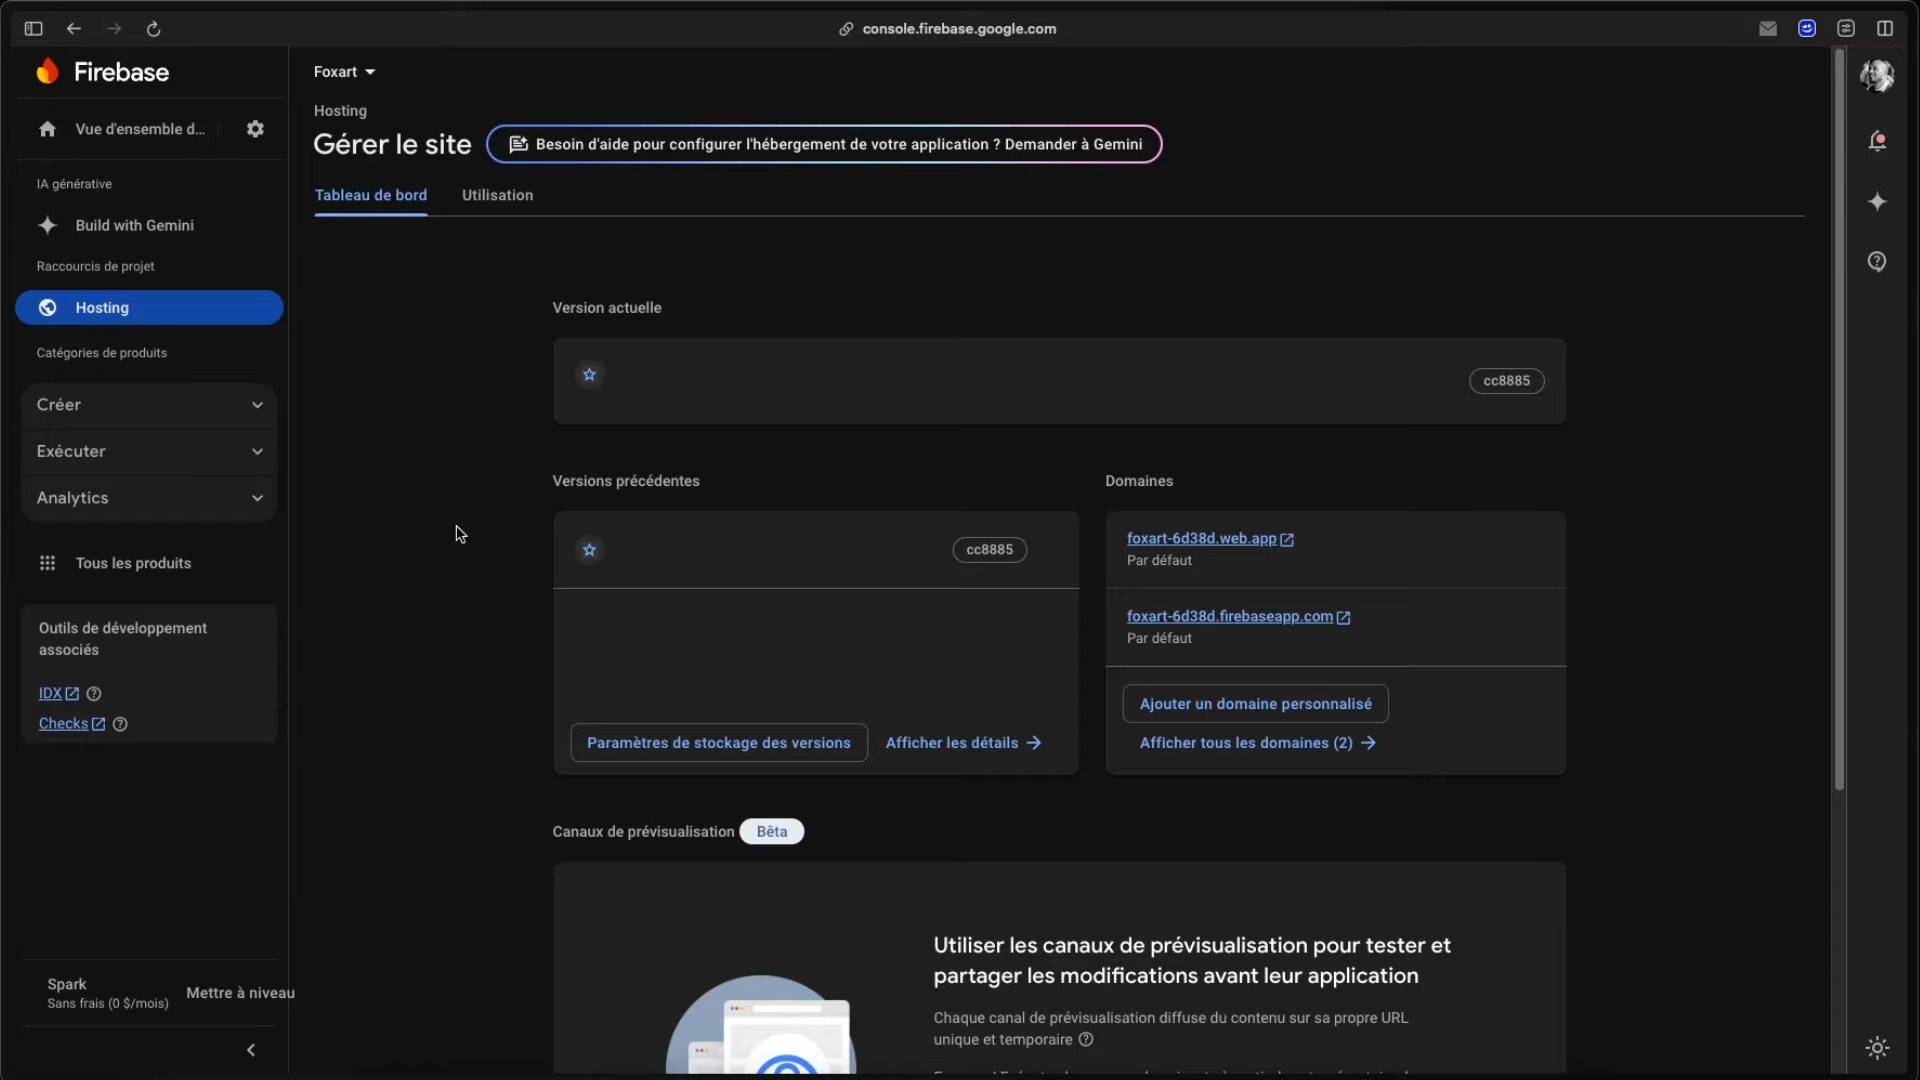 console.firebase.google.com
Firebase
Foxart
Vue d'ensemble d...
Hosting
Gérer le site
Besoin d'aide pour configurer l'hébergement de votre application ? Demander à Gemini
Tableau de bord
Utilisation
IA générative
Build with Gemini
Raccourcis de projet
Hosting
Catégories de produits
Créer
Exécuter
Analytics
Tous les produits
Outils de développement
associés
IDX
Checks
Spark
Sans frais (0 $/mois)
Mettre à niveau
Version actuelle
cc8885
Versions précédentes
cc8885
Paramètres de stockage des versions
Afficher les détails
Domaines
foxart-6d38d.web.app
Par défaut
foxart-6d38d.firebaseapp.com
Par défaut
Ajouter un domaine personnalisé
Afficher tous les domaines (2)
Canaux de prévisualisation
Bêta
Utiliser les canaux de prévisualisation pour tester et
partager les modifications avant leur application
Chaque canal de prévisualisation diffuse du contenu sur sa propre URL
unique et temporaire